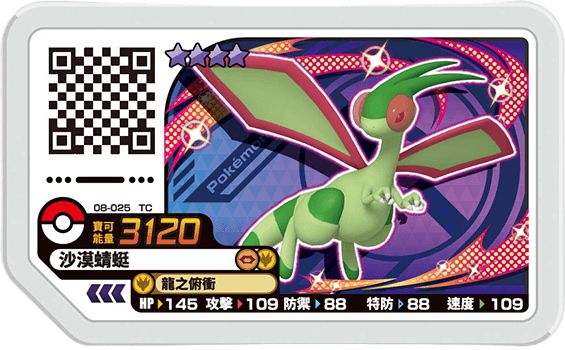 Pokémon
08-025 TC
寶可能量 3120
沙漠蜻蜓
龍之俯衝
HP 145 攻擊 109 防禦 88 特防 88 速度 109